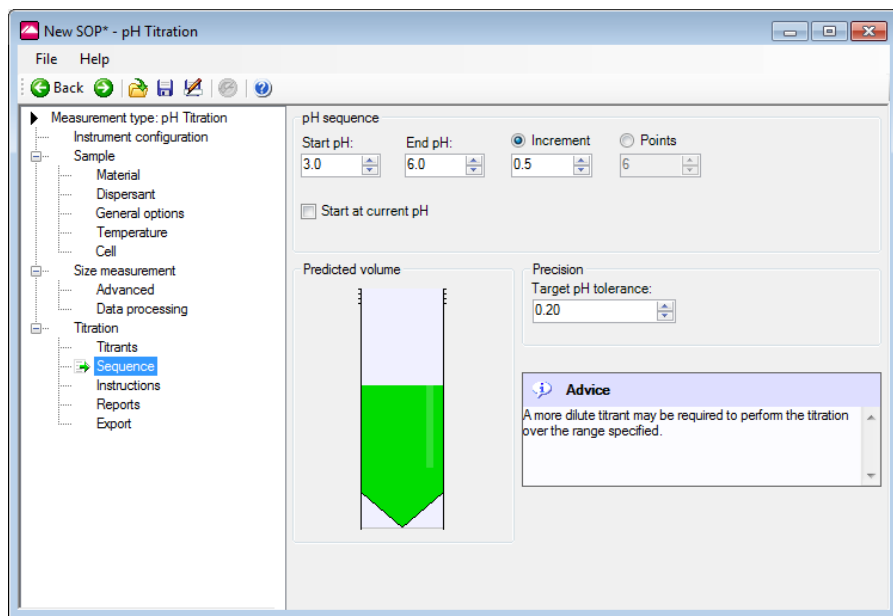 New SOP* - pH Titration
File Help
Back
Measurement type: pH Titration
Instrument configuration
Sample
Material
Dispersant
General options
Temperature
Cell
Size measurement
Advanced
Data processing
Titration
Titrants
Sequence
Instructions
Reports
Export
pH sequence
Start pH: End pH: Increment Points
3.0 6.0 0.5 6
Start at current pH
Predicted volume
Precision
Target pH tolerance:
0.20
Advice
A more dilute titrant may be required to perform the titration
over the range specified.